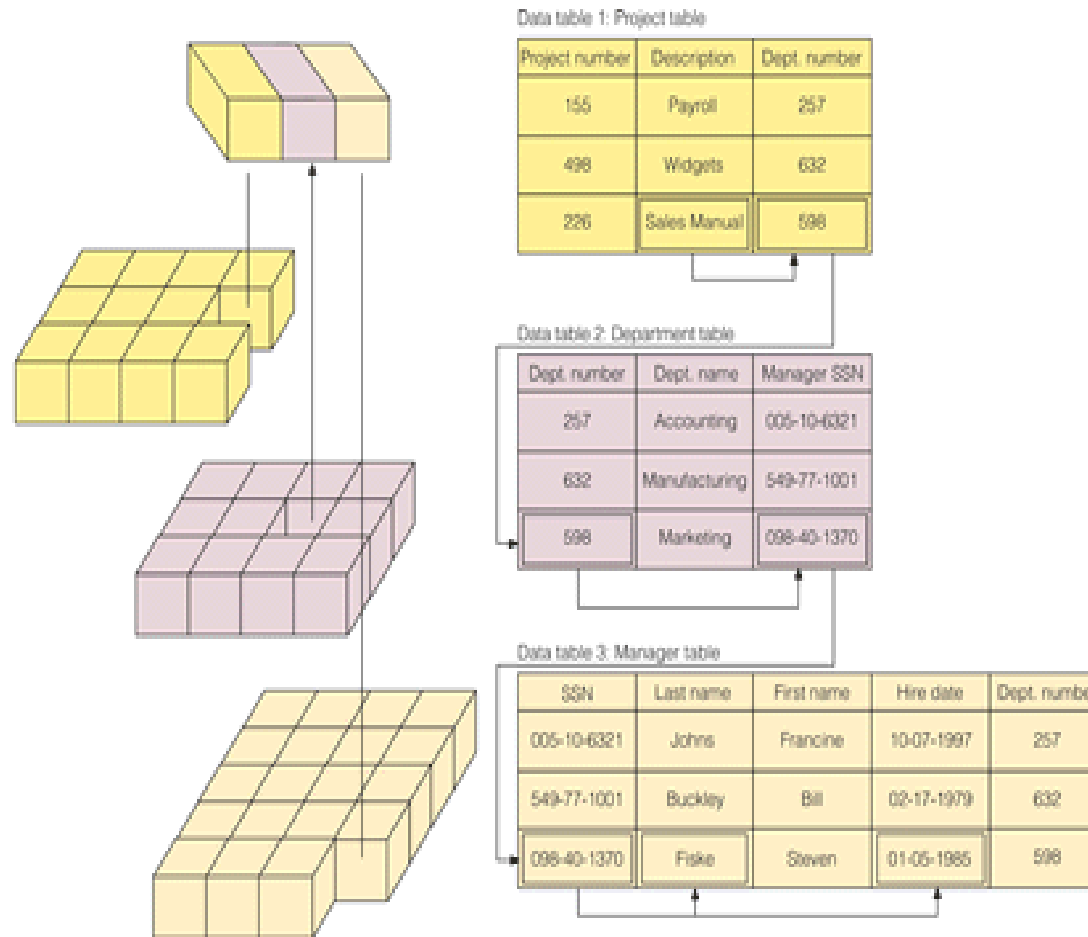 Data table 1: Project table
Project number Description Dept. number
155 Payroll 257
498 Widgets 632
226 Sales Manual 598
Data table 2: Department table
Dept. number Dept. name Manager SSN
257 Accounting 005-10-6321
632 Manufacturing 549-77-1001
598 Marketing 098-40-1370
Data table 3: Manager table
SSN Last name First name Hire date Dept. number
005-10-6321 Johns Francine 10-07-1997 257
549-77-1001 Buckley Bill 02-17-1979 632
098-40-1370 Fiske Steven 01-05-1985 598